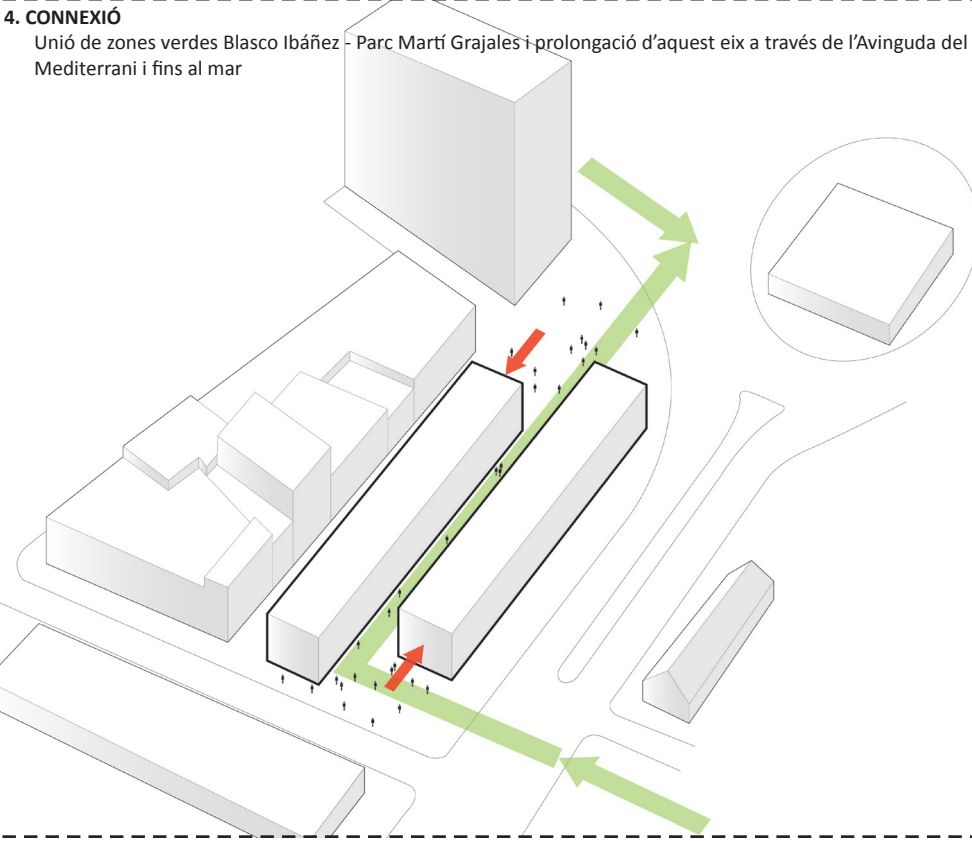 4. CONNEXIÓ
Unió de zones verdes Blasco Ibáñez - Parc Martí Grajales i prolongació d'aquest eix a través de l'Avinguda del
Mediterrani i fins al mar